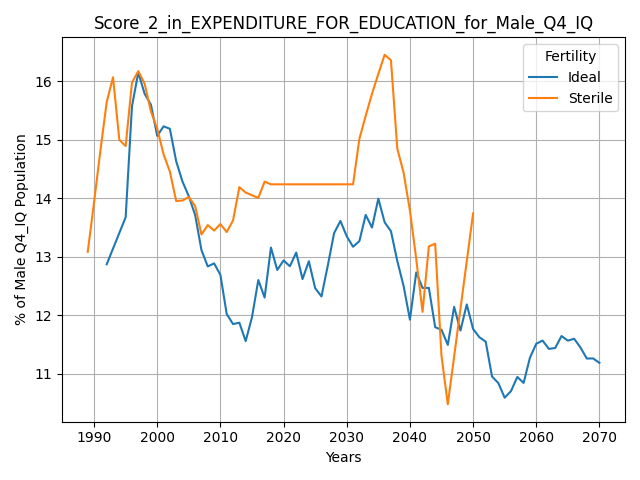 Score_2_in_EXPENDITURE_FOR_EDUCATION_for_Male_Q4_IQ
Fertility
Ideal
Sterile
% of Male Q4_IQ Population
16
15
14
13
12
11
1990 2000 2010 2020 2030 2040 2050 2060 2070
Years